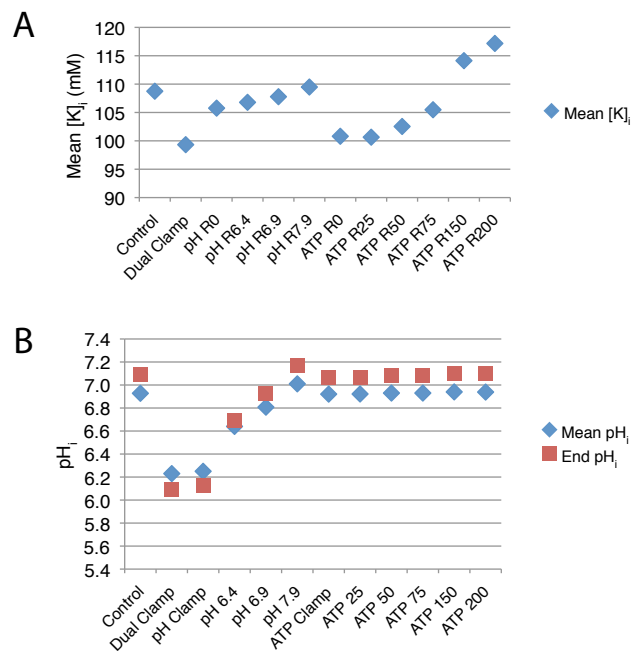 A
Mean [K]i (mM)
120
115
110
105
100
95
90
Control
Dual Clamp
pH R0
pH R6.4
pH R6.9
pH R7.9
ATP R0
ATP R25
ATP R50
ATP R75
ATP R150
ATP R200
Mean [K]i
B
pHi
7.4
7.2
7.0
6.8
6.6
6.4
6.2
6.0
5.8
5.6
5.4
Control
Dual Clamp
pH Clamp
pH 6.4
pH 6.9
pH 7.9
ATP Clamp
ATP 25
ATP 50
ATP 75
ATP 150
ATP 200
Mean pHi
End pHi